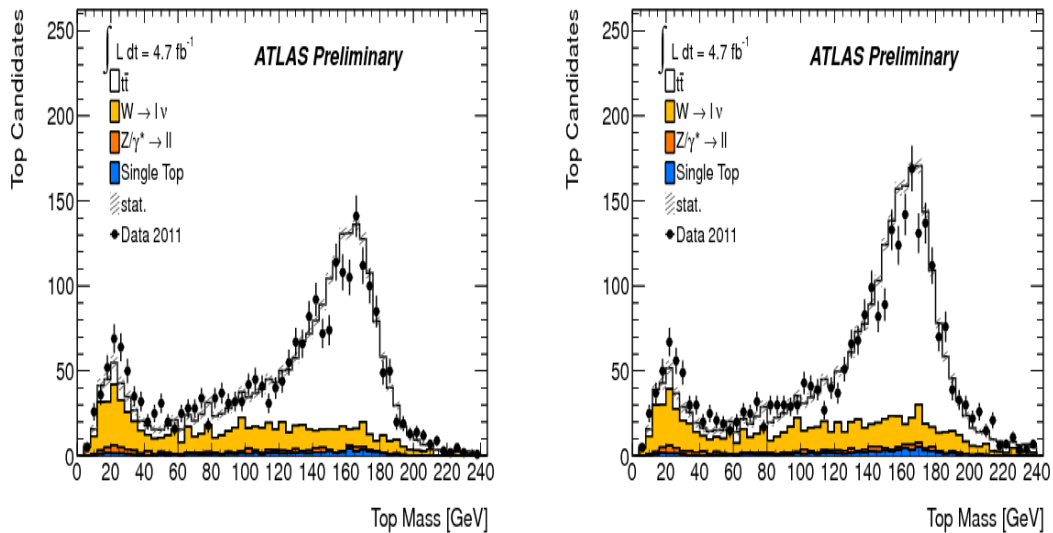 Top Candidates
250
200
150
100
50
0
∫ L dt = 4.7 fb⁻¹
ATLAS Preliminary
tt̄
W → l ν
Z/γ* → ll
Single Top
stat.
Data 2011
0 20 40 60 80 100 120 140 160 180 200 220 240
Top Mass [GeV]
Top Candidates
250
200
150
100
50
0
∫ L dt = 4.7 fb⁻¹
ATLAS Preliminary
tt̄
W → l ν
Z/γ* → ll
Single Top
stat.
Data 2011
0 20 40 60 80 100 120 140 160 180 200 220 240
Top Mass [GeV]